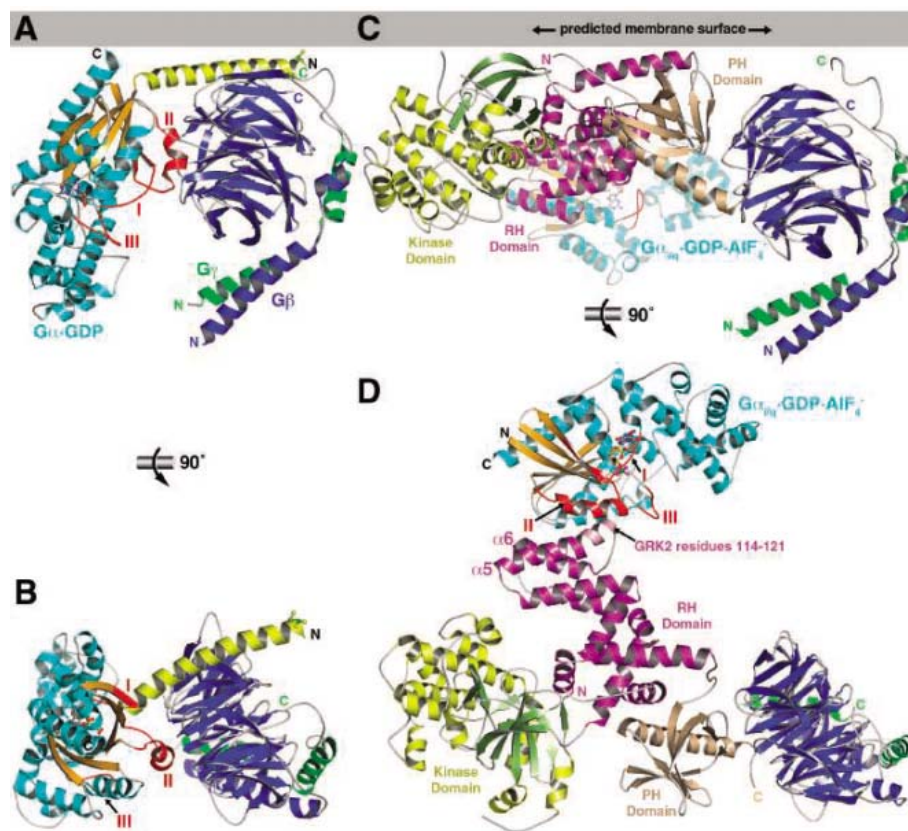 A
C
predicted membrane surface
C
N
C
C
II
I
III
Gγ
N
Gβ
N
Gα·GDP
N
PH
Domain
C
C
Kinase
Domain
RH
Domain
Gαi/q·GDP·AlF4-
N
N
90°
90°
D
Gαi/q·GDP·AlF4-
N
C
I
II
III
α6
α5
GRK2 residues 114-121
RH
Domain
N
Kinase
Domain
PH
Domain
C
C
B
N
I
C
II
III